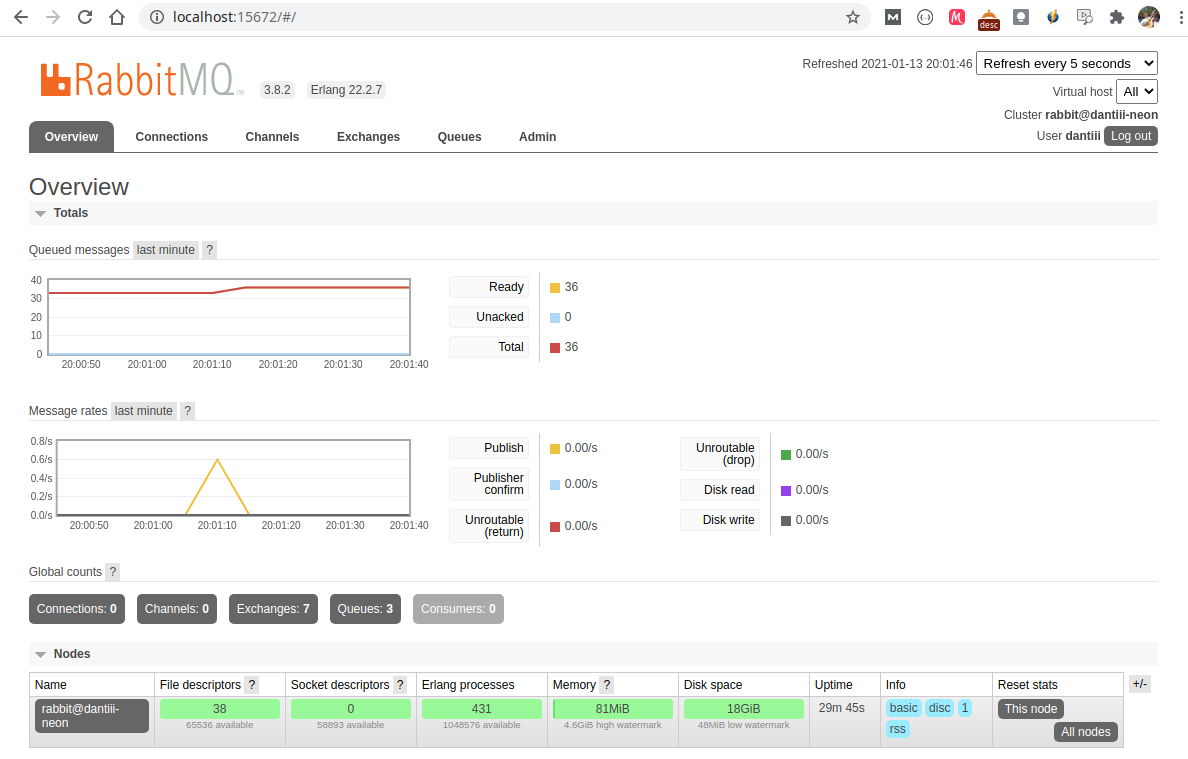 localhost:15672/#/
desc
RabbitMQ TM 3.8.2 Erlang 22.2.7
Refreshed 2021-01-13 20:01:46 Refresh every 5 seconds
Virtual host All
Cluster rabbit@dantiii-neon
User dantiii Log out
Overview Connections Channels Exchanges Queues Admin
Overview
Totals
Queued messages last minute ?
40
30
20
10
0
20:00:50 20:01:00 20:01:10 20:01:20 20:01:30 20:01:40
Ready 36
Unacked 0
Total 36
Message rates last minute ?
0.8/s
0.6/s
0.4/s
0.2/s
0.0/s
20:00:50 20:01:00 20:01:10 20:01:20 20:01:30 20:01:40
Publish 0.00/s
Publisher
confirm 0.00/s
Unroutable
(return) 0.00/s
Unroutable
(drop) 0.00/s
Disk read 0.00/s
Disk write 0.00/s
Global counts ?
Connections: 0 Channels: 0 Exchanges: 7 Queues: 3 Consumers: 0
Nodes
Name File descriptors ? Socket descriptors ? Erlang processes Memory ? Disk space Uptime Info Reset stats +/-
rabbit@dantiii-
neon
38
65536 available
0
58893 available
431
1048576 available
81MiB
4.6GiB high watermark
18GiB
48MiB low watermark
29m 45s
basic disc 1
rss
This node
All nodes